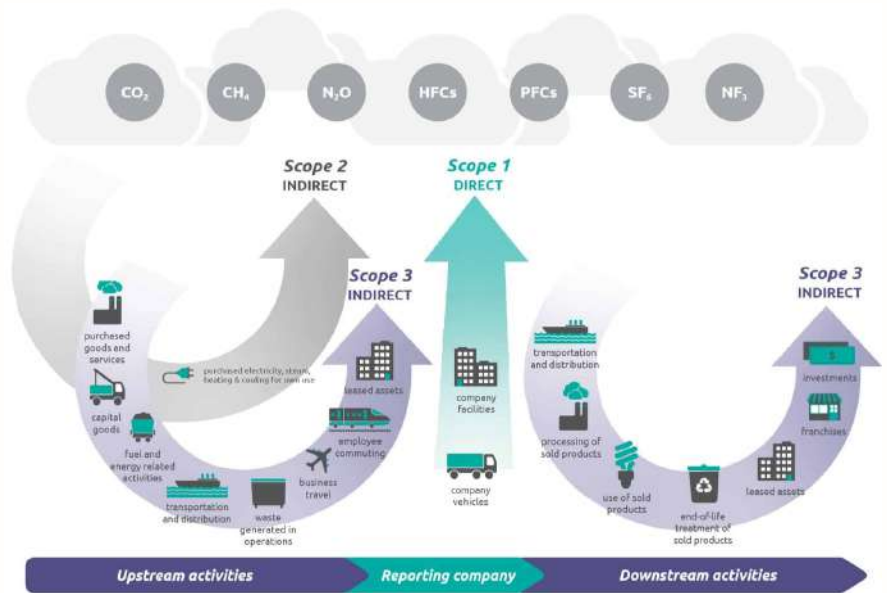 CO₂
CH₄
N₂O
HFCs
PFCs
SF₆
NF₃
Scope 2
INDIRECT
Scope 1
DIRECT
Scope 3
INDIRECT
Scope 3
INDIRECT
purchased
goods and
services
capital
goods
fuel and
energy related
activities
transportation
and distribution
waste
generated in
operations
business
travel
employee
commuting
leased assets
purchased electricity, steam,
heating & cooling for own use
company
facilities
company
vehicles
transportation
and distribution
processing of
sold products
use of sold
products
end-of-life
treatment of
sold products
leased assets
franchises
$
investments
Upstream activities
Reporting company
Downstream activities